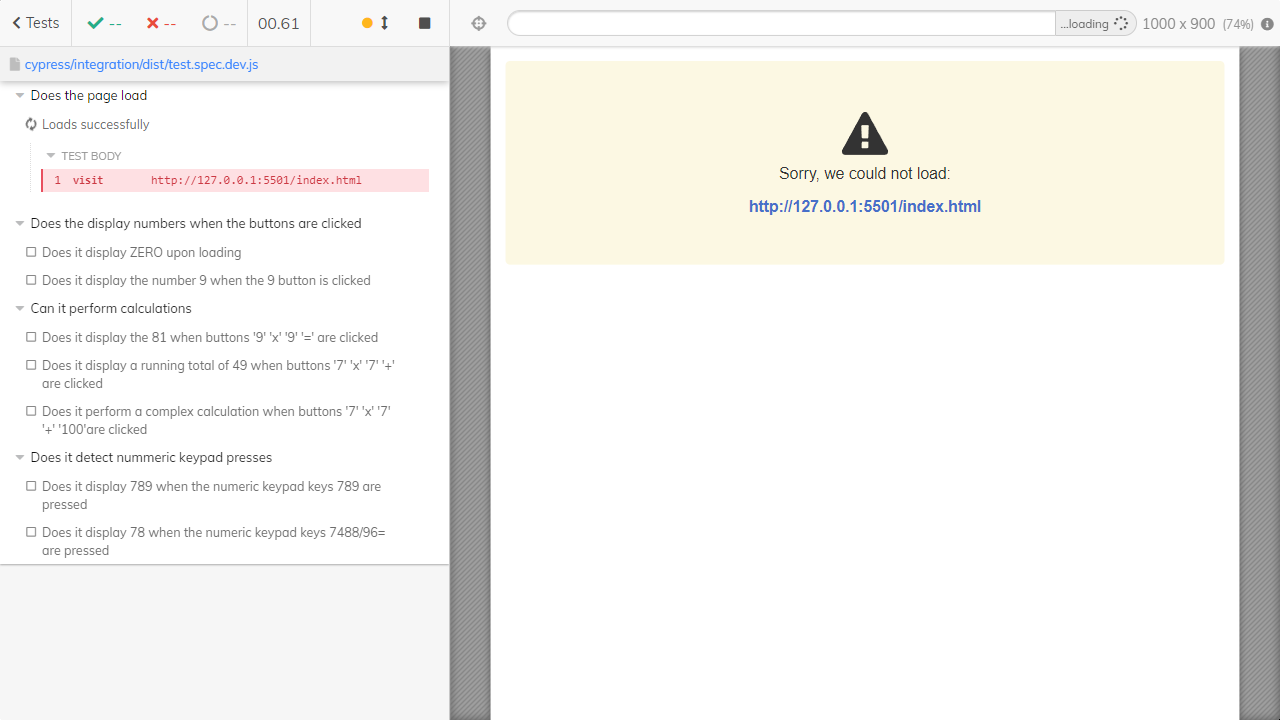 Tests
--
--
--
00.61
...loading
1000 x 900 (74%)
cypress/integration/dist/test.spec.dev.js
Does the page load
Loads successfully
TEST BODY
1 visit http://127.0.0.1:5501/index.html
Does the display numbers when the buttons are clicked
Does it display ZERO upon loading
Does it display the number 9 when the 9 button is clicked
Can it perform calculations
Does it display the 81 when buttons '9' 'x' '9' '=' are clicked
Does it display a running total of 49 when buttons '7' 'x' '7' '+'
are clicked
Does it perform a complex calculation when buttons '7' 'x' '7'
'+' '100'are clicked
Does it detect nummeric keypad presses
Does it display 789 when the numeric keypad keys 789 are
pressed
Does it display 78 when the numeric keypad keys 7488/96=
are pressed
Sorry, we could not load:
http://127.0.0.1:5501/index.html